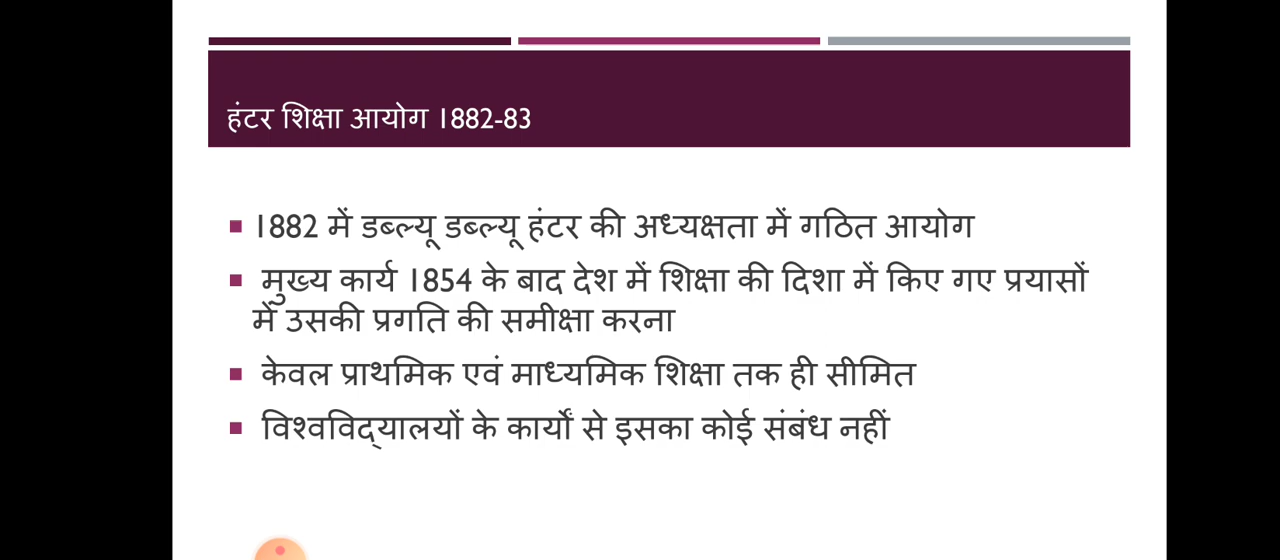 हंटर शिक्षा आयोग 1882-83
1882 में डब्ल्यू डब्ल्यू हंटर की अध्यक्षता में गठित आयोग
मुख्य कार्य 1854 के बाद देश में शिक्षा की दिशा में किए गए प्रयासों
में उसकी प्रगति की समीक्षा करना
केवल प्राथमिक एवं माध्यमिक शिक्षा तक ही सीमित
विश्वविद्यालयों के कार्यों से इसका कोई संबंध नहीं